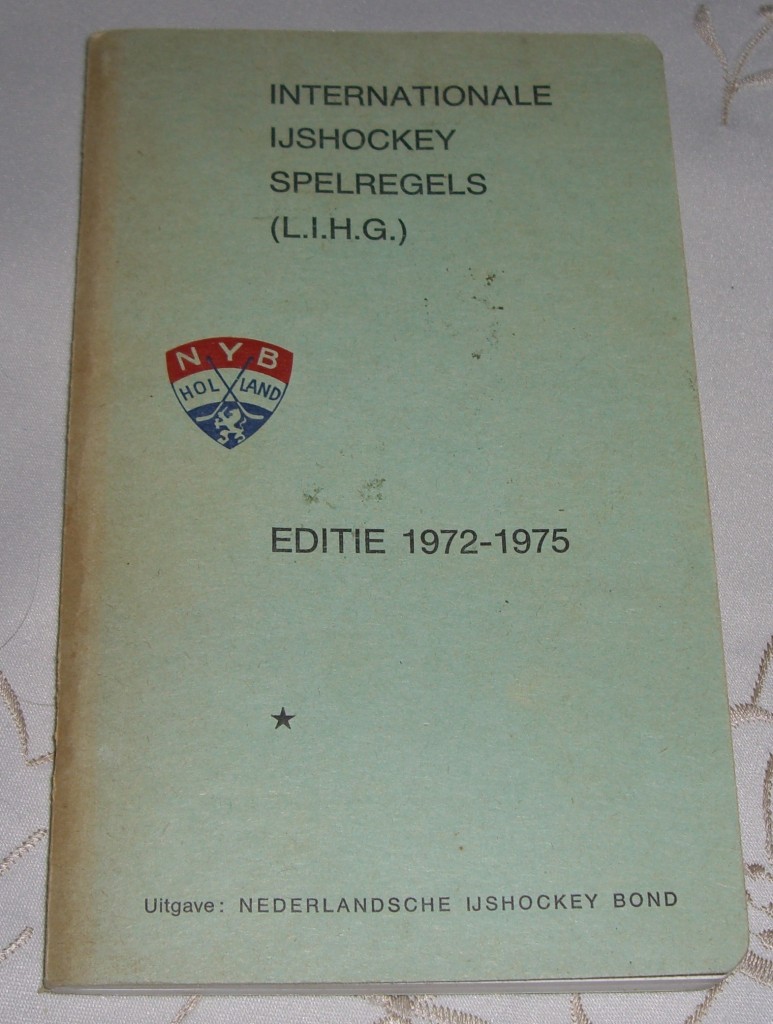 INTERNATIONALE
IJSHOCKEY
SPELREGELS
(L.I.H.G.)
NYB
HOLLAND
EDITIE 1972-1975
Uitgave: NEDERLANDSCHE IJSHOCKEY BOND